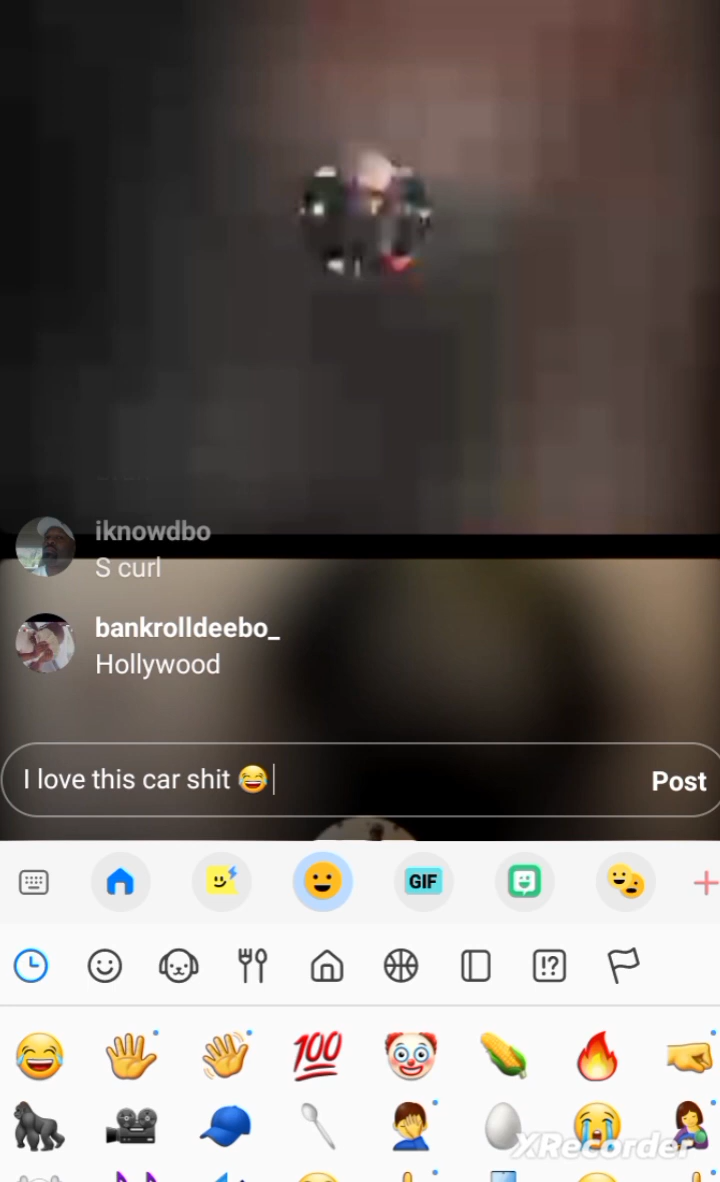 iknowdbo
S curl
bankrolldeebo_
Hollywood
I love this car shit 😂
Post
GIF
!?
100
XRecorder